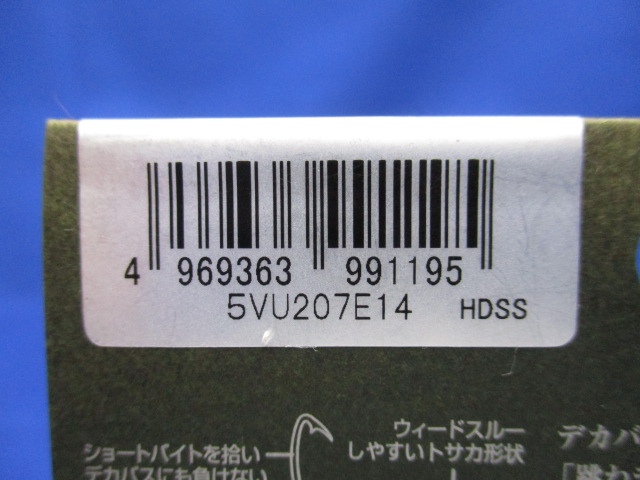 4 969363 991195
5VU207E14 HDSS
ショートバイトを拾い
デカバスにも負けない
ウィードスルー
しやすいトサカ形状
デカバ